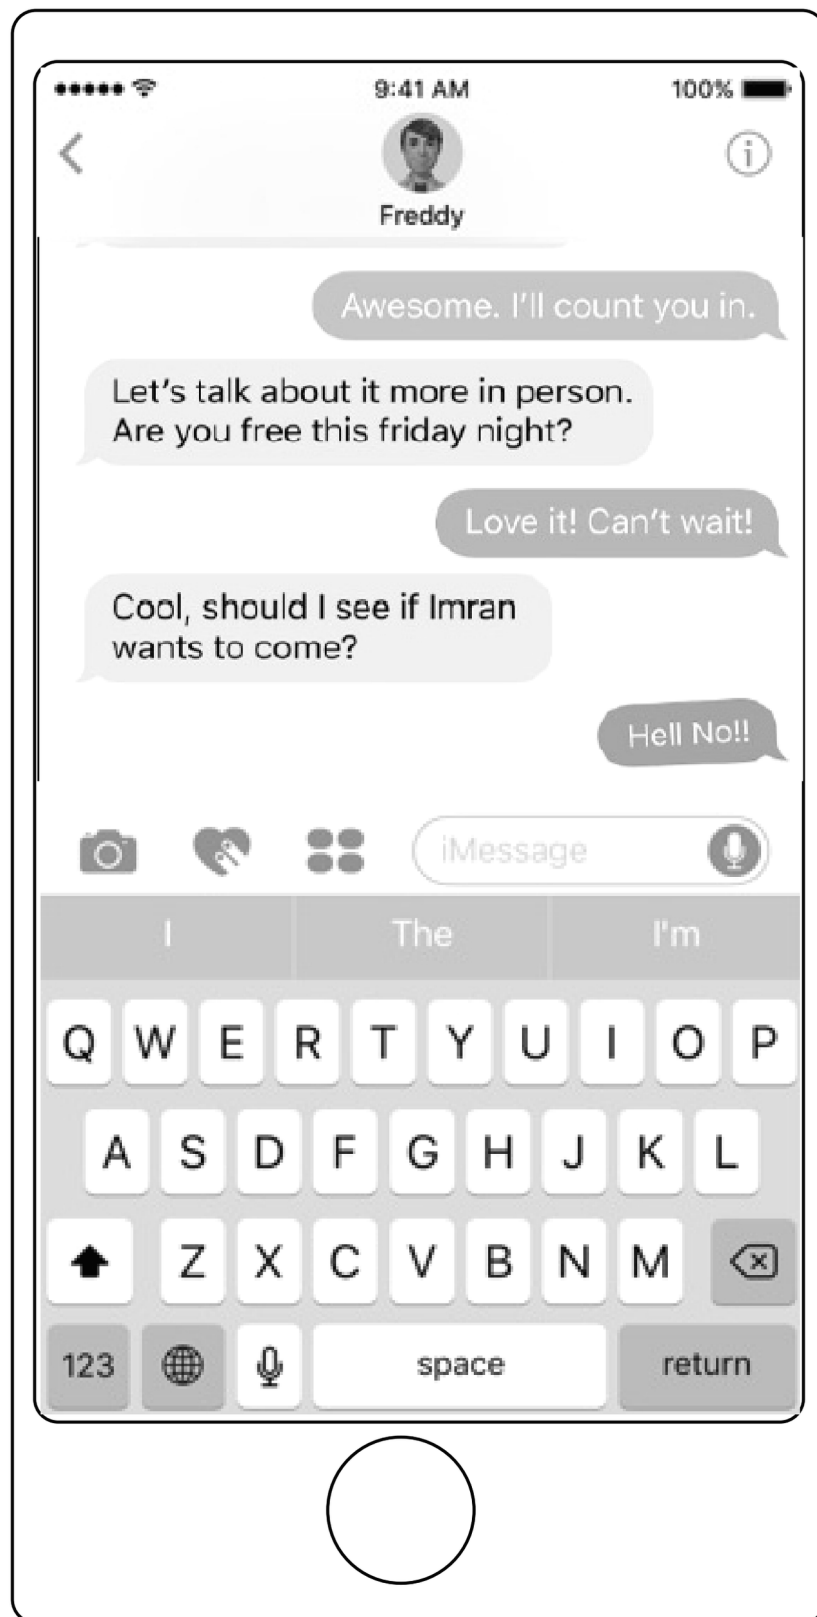 9:41 AM 100%
Freddy
Awesome. I'll count you in.
Let's talk about it more in person.
Are you free this friday night?
Love it! Can't wait!
Cool, should I see if Imran
wants to come?
Hell No!!
iMessage
I The I'm
Q W E R T Y U I O P
A S D F G H J K L
Z X C V B N M
123 space return